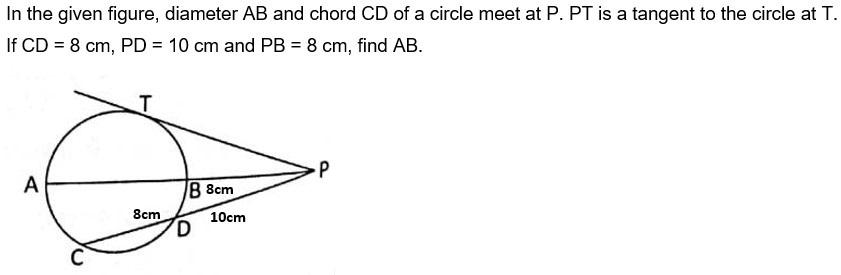 In the given figure, diameter AB and chord CD of a circle meet at P. PT is a tangent to the circle at T.
If CD = 8 cm, PD = 10 cm and PB = 8 cm, find AB.
T
P
A
B 8cm
8cm
10cm
D
C